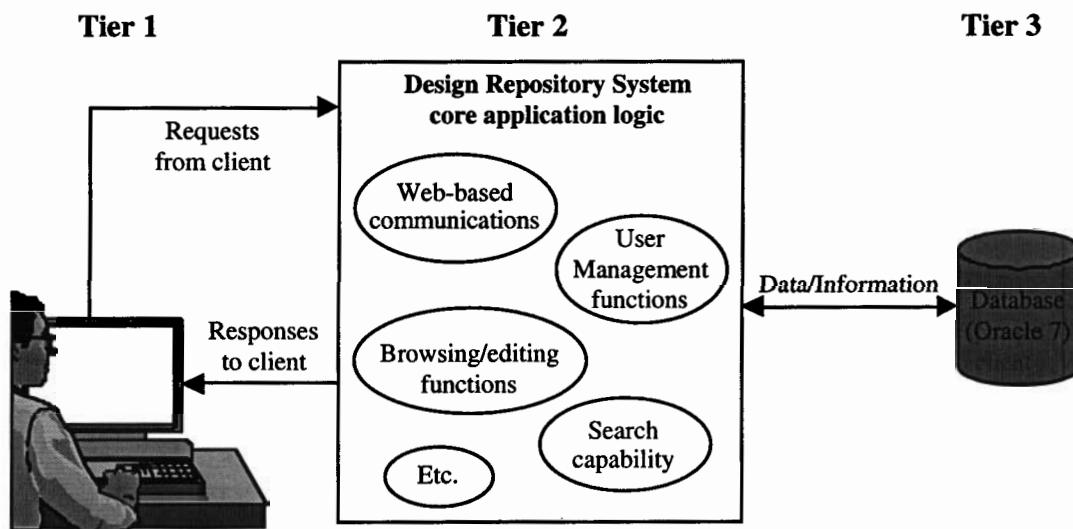 Tier 1
Tier 2
Tier 3
Design Repository System
core application logic
Requests
from client
Web-based
communications
User
Management
functions
Data/Information
Database
(Oracle 7)
client
Responses
to client
Browsing/editing
functions
Search
capability
Etc.